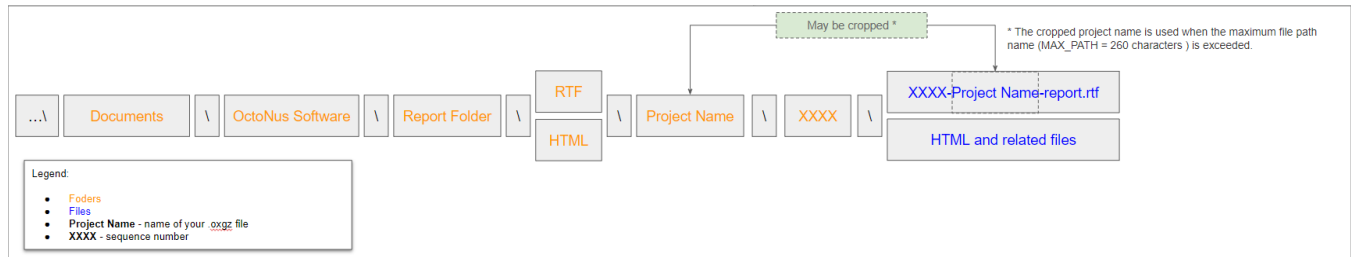 May be cropped *
* The cropped project name is used when the maximum file path
name (MAX_PATH = 260 characters ) is exceeded.
RTF
XXXX-Project Name-report.rtf
…\
Documents
\
OctoNus Software
\
Report Folder
\
\
Project Name
\
XXXX
\
HTML
HTML and related files
Legend:
● Foders
● Files
● Project Name - name of your .oxgz file
● XXXX - sequence number